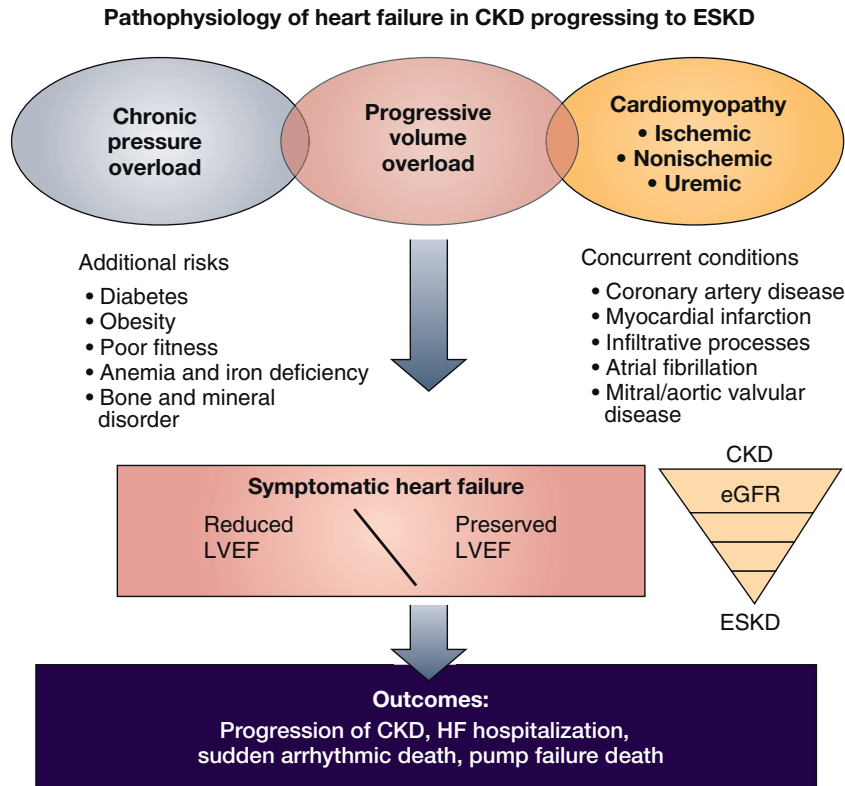 Pathophysiology of heart failure in CKD progressing to ESKD
Chronic
pressure
overload
Progressive
volume
overload
Cardiomyopathy
• Ischemic
• Nonischemic
• Uremic
Additional risks
• Diabetes
• Obesity
• Poor fitness
• Anemia and iron deficiency
• Bone and mineral
disorder
Concurrent conditions
• Coronary artery disease
• Myocardial infarction
• Infiltrative processes
• Atrial fibrillation
• Mitral/aortic valvular
disease
Symptomatic heart failure
Reduced
LVEF
Preserved
LVEF
CKD
eGFR
ESKD
Outcomes:
Progression of CKD, HF hospitalization,
sudden arrhythmic death, pump failure death